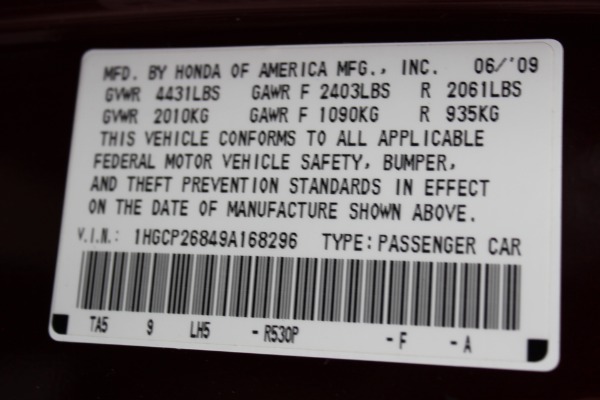 MFD. BY HONDA OF AMERICA MFG., INC. 06/'09
GVWR 4431LBS GAWR F 2403LBS R 2061LBS
GVWR 2010KG GAWR F 1090KG R 935KG
THIS VEHICLE CONFORMS TO ALL APPLICABLE
FEDERAL MOTOR VEHICLE SAFETY, BUMPER,
AND THEFT PREVENTION STANDARDS IN EFFECT
ON THE DATE OF MANUFACTURE SHOWN ABOVE.
V.I.N.: 1HGCP26849A168296 TYPE: PASSENGER CAR
TA5 9 LH5 - R530P - F - A